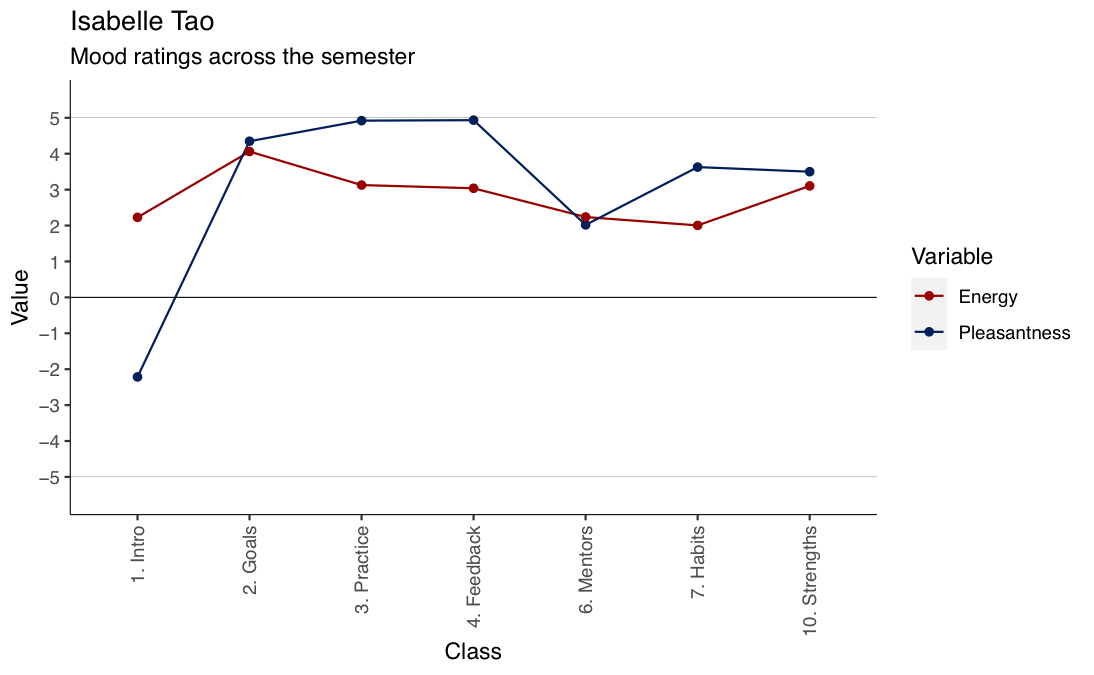 Isabelle Tao
Mood ratings across the semester
Value
5
4
3
2
1
0
−1
−2
−3
−4
−5
1. Intro
2. Goals
3. Practice
4. Feedback
6. Mentors
7. Habits
10. Strengths
Class
Variable
Energy
Pleasantness